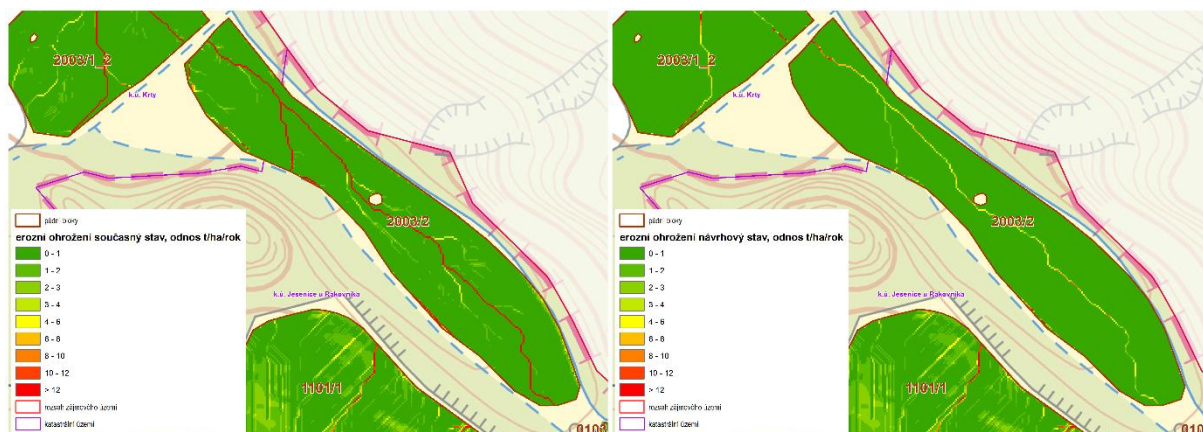 2003/1_2
k.ú. Krty
2003/2
k.ú. Jesenice u Rakovníka
1101/1
půdní bloky
erozní ohrožení současný stav, odnos t/ha/rok
0 - 1
1 - 2
2 - 3
3 - 4
4 - 6
6 - 8
8 - 10
10 - 12
> 12
rozsah zájmového území
katastrální území
2003/1_2
k.ú. Krty
2003/2
k.ú. Jesenice u Rakovníka
1101/1
půdní bloky
erozní ohrožení návrhový stav, odnos t/ha/rok
0 - 1
1 - 2
2 - 3
3 - 4
4 - 6
6 - 8
8 - 10
10 - 12
> 12
rozsah zájmového území
katastrální území